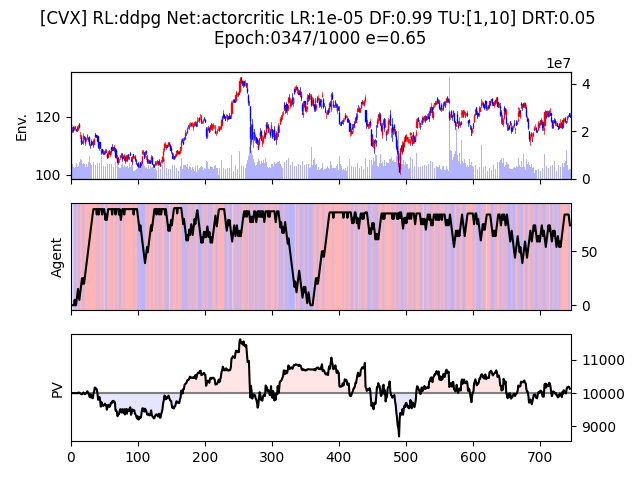 [CVX] RL:ddpg Net:actorcritic LR:1e-05 DF:0.99 TU:[1,10] DRT:0.05
Epoch:0347/1000 e=0.65
1e7
Env.
120
100
4
2
0
Agent
50
0
PV
11000
10000
9000
0 100 200 300 400 500 600 700